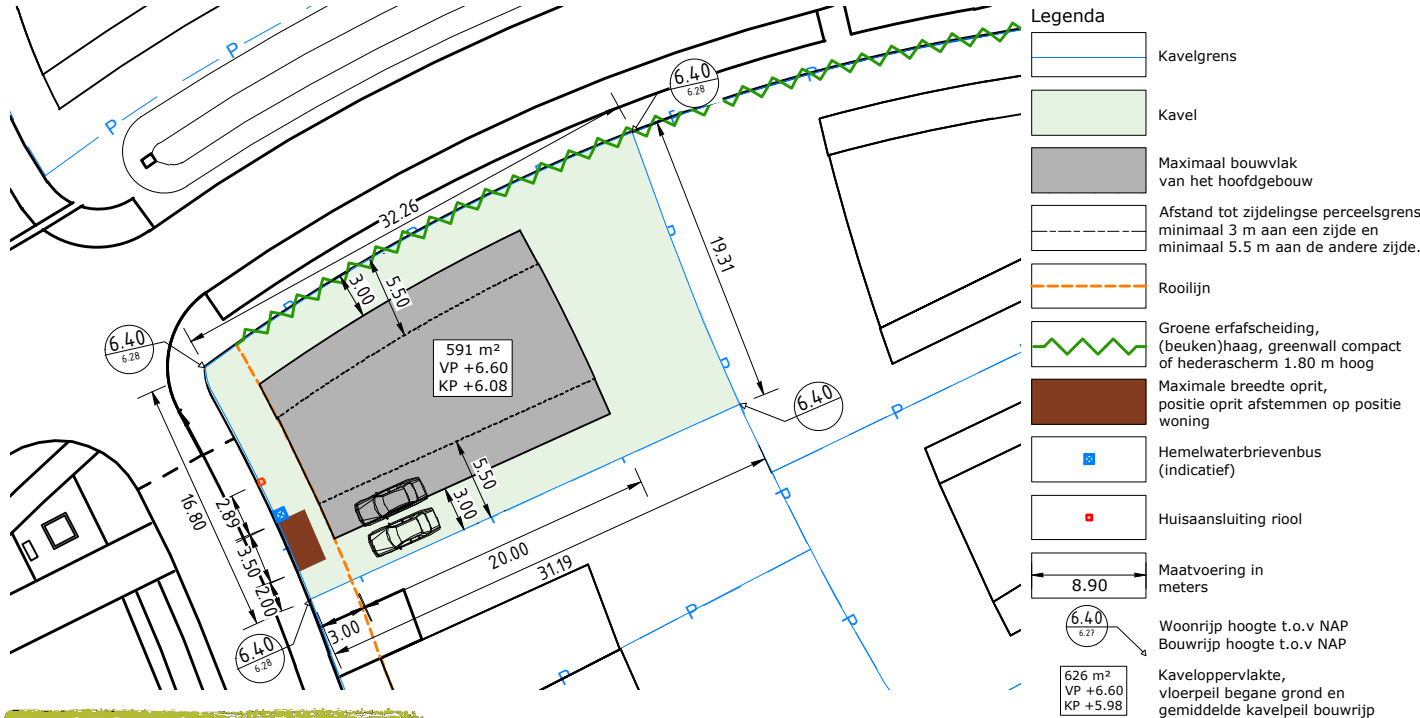 Legenda
Kavelgrens
Kavel
Maximaal bouwvlak
van het hoofdgebouw
Afstand tot zijdelingse perceelsgrens
minimaal 3 m aan een zijde en
minimaal 5.5 m aan de andere zijde.
Rooilijn
Groene erfafscheiding,
(beuken)haag, greenwall compact
of hederascherm 1.80 m hoog
Maximale breedte oprit,
positie oprit afstemmen op positie
woning
Hemelwaterbrievenbus
(indicatief)
Huisaansluiting riool
8.90
Maatvoering in
meters
6.40
6.27
Woonrijp hoogte t.o.v NAP
Bouwrijp hoogte t.o.v NAP
626 m²
VP +6.60
KP +5.98
Kaveloppervlakte,
vloerpeil begane grond en
gemiddelde kavelpeil bouwrijp
P
P
P
6.40
6.28
32.26
19.31
3.00
5.50
P
P
P
P
6.40
6.28
591 m²
VP +6.60
KP +6.08
6.40
P
16.80
2.89
3.50
2.00
5.50
3.00
20.00
31.19
3.00
P
P
P
P
6.40
6.28